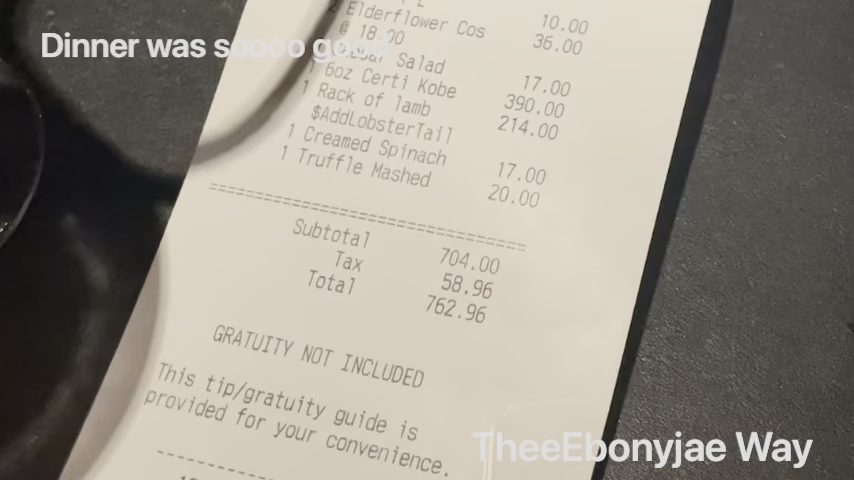 Dinner was soooo good
2 Elderflower Cos 10.00
@ 18.00 36.00
Salad 17.00
1 6oz Certi Kobe 390.00
1 Rack of lamb 214.00
$AddLobsterTail
1 Creamed Spinach 17.00
1 Truffle Mashed 20.00
Subtotal 704.00
Tax 58.96
Total 762.96
GRATUITY NOT INCLUDED
This tip/gratuity guide is
provided for your convenience.
TheeEbonyjae Way